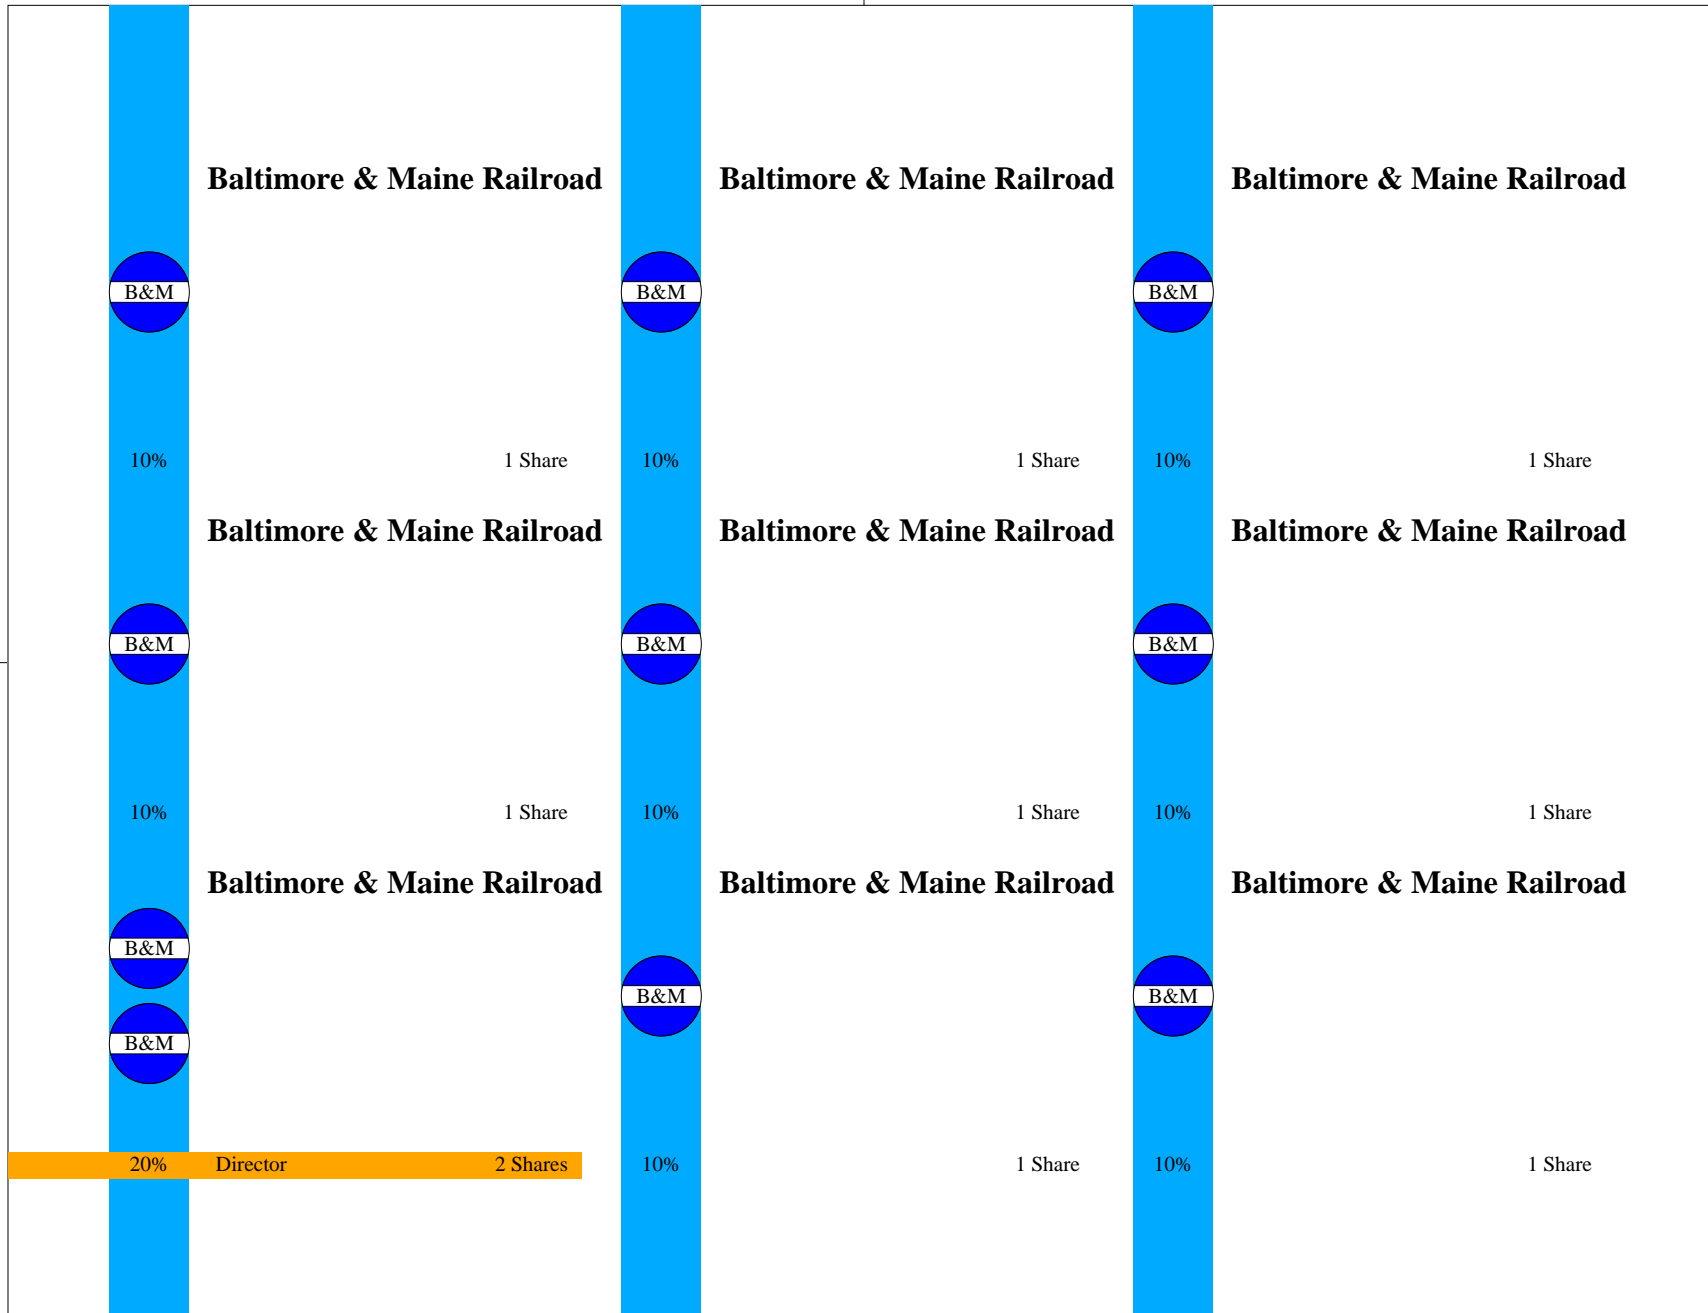 Baltimore & Maine Railroad Baltimore & Maine Railroad Baltimore & Maine Railroad
B&M B&M B&M
10% 1 Share 10% 1 Share 10% 1 Share
Baltimore & Maine Railroad Baltimore & Maine Railroad Baltimore & Maine Railroad
B&M B&M B&M
10% 1 Share 10% 1 Share 10% 1 Share
Baltimore & Maine Railroad Baltimore & Maine Railroad Baltimore & Maine Railroad
B&M
B&M B&M
B&M
20% Director 2 Shares 10% 1 Share 10% 1 Share